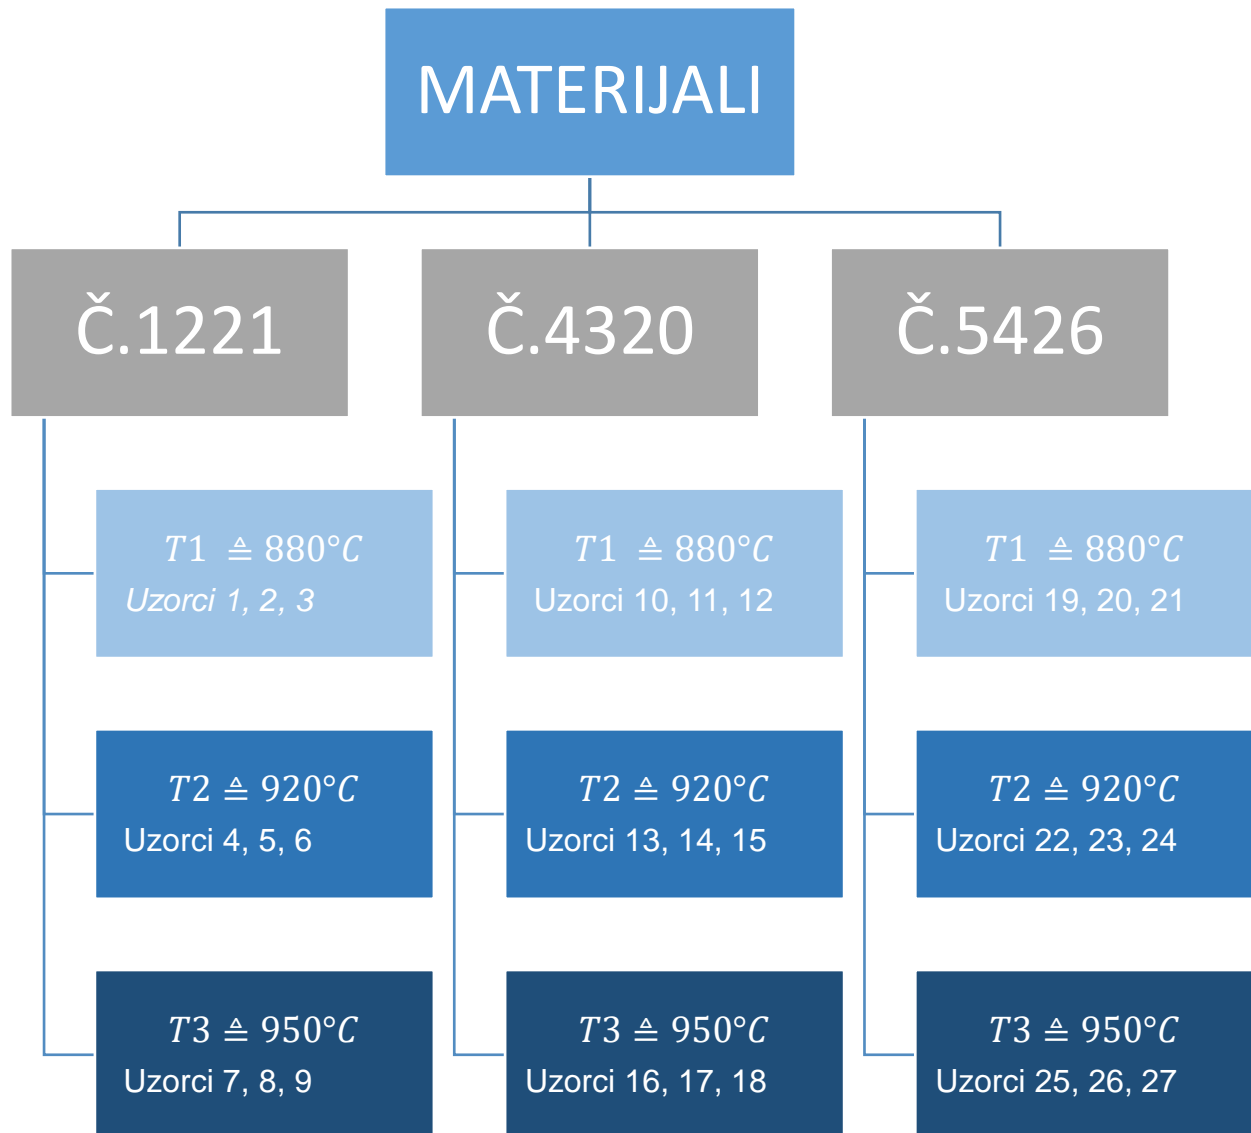 MATERIJALI
Č.1221
T1 ≙ 880°C
Uzorci 1, 2, 3
T2 ≙ 920°C
Uzorci 4, 5, 6
T3 ≙ 950°C
Uzorci 7, 8, 9
Č.4320
T1 ≙ 880°C
Uzorci 10, 11, 12
T2 ≙ 920°C
Uzorci 13, 14, 15
T3 ≙ 950°C
Uzorci 16, 17, 18
Č.5426
T1 ≙ 880°C
Uzorci 19, 20, 21
T2 ≙ 920°C
Uzorci 22, 23, 24
T3 ≙ 950°C
Uzorci 25, 26, 27